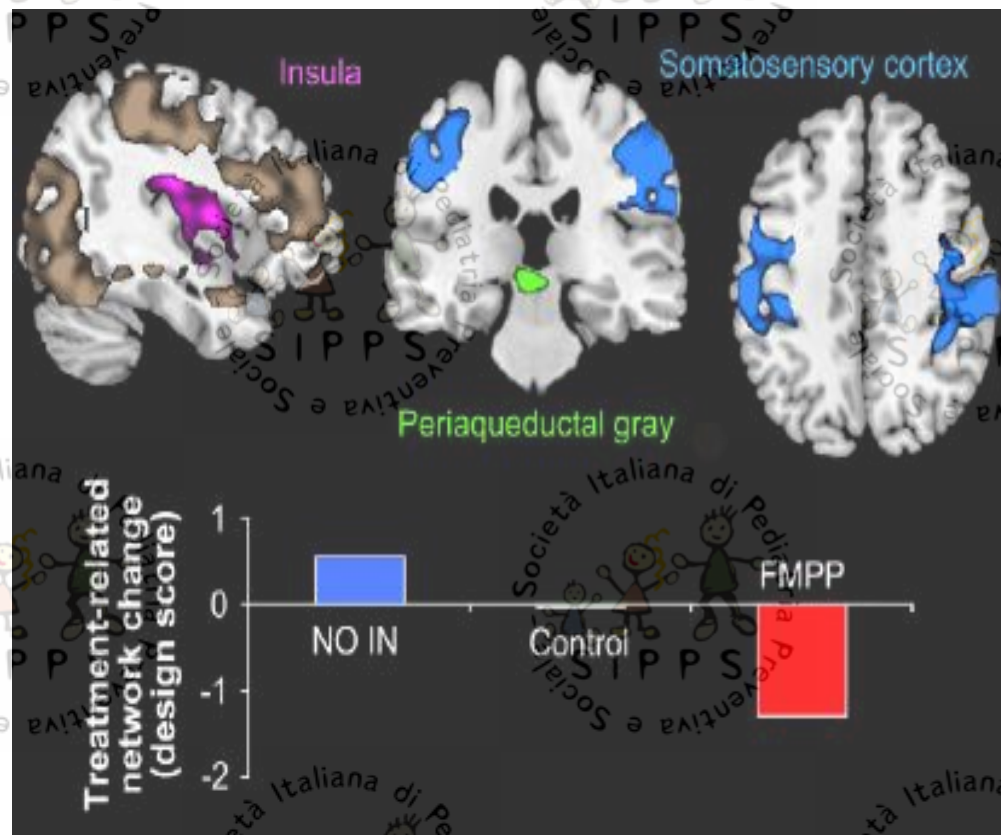 Insula
Somatosensory cortex
Periaqueductal gray
Treatment-related
network change
(design score)
1
0
-1
-2
NO IN
Control
FMPP
Società Italiana di Pediatria Preventiva e Sociale
SIPPS